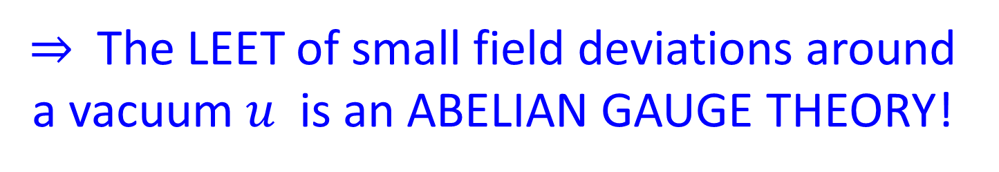 ⇒ The LEET of small field deviations around
a vacuum 𝑢 is an ABELIAN GAUGE THEORY!